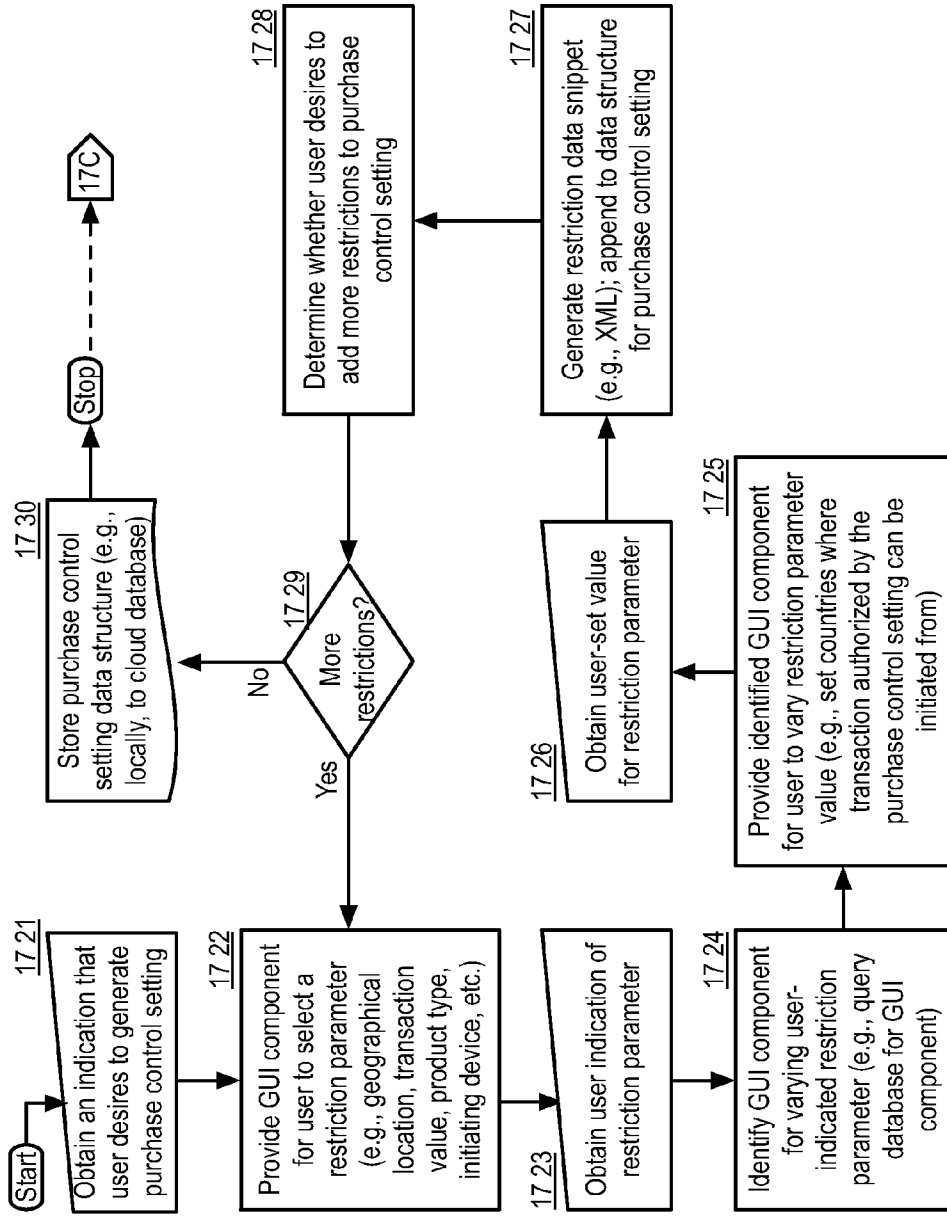 Start
17 21
Obtain an indication that
user desires to generate
purchase control setting
17 22
Provide GUI component
for user to select a
restriction parameter
(e.g., geographical
location, transaction
value, product type,
initiating device, etc.)
17 23
Obtain user indication of
restriction parameter
17 24
Identify GUI component
for varying user-
indicated restriction
parameter (e.g., query
database for GUI
component)
17 25
Provide identified GUI component
for user to vary restriction parameter
value (e.g., set countries where
transaction authorized by the
purchase control setting can be
initiated from)
17 26
Obtain user-set value
for restriction parameter
17 27
Generate restriction data snippet
(e.g., XML); append to data structure
for purchase control setting
17 28
Determine whether user desires to
add more restrictions to purchase
control setting
17 29
More
restrictions?
Yes
No
17 30
Store purchase control
setting data structure (e.g.,
locally, to cloud database)
Stop
17C